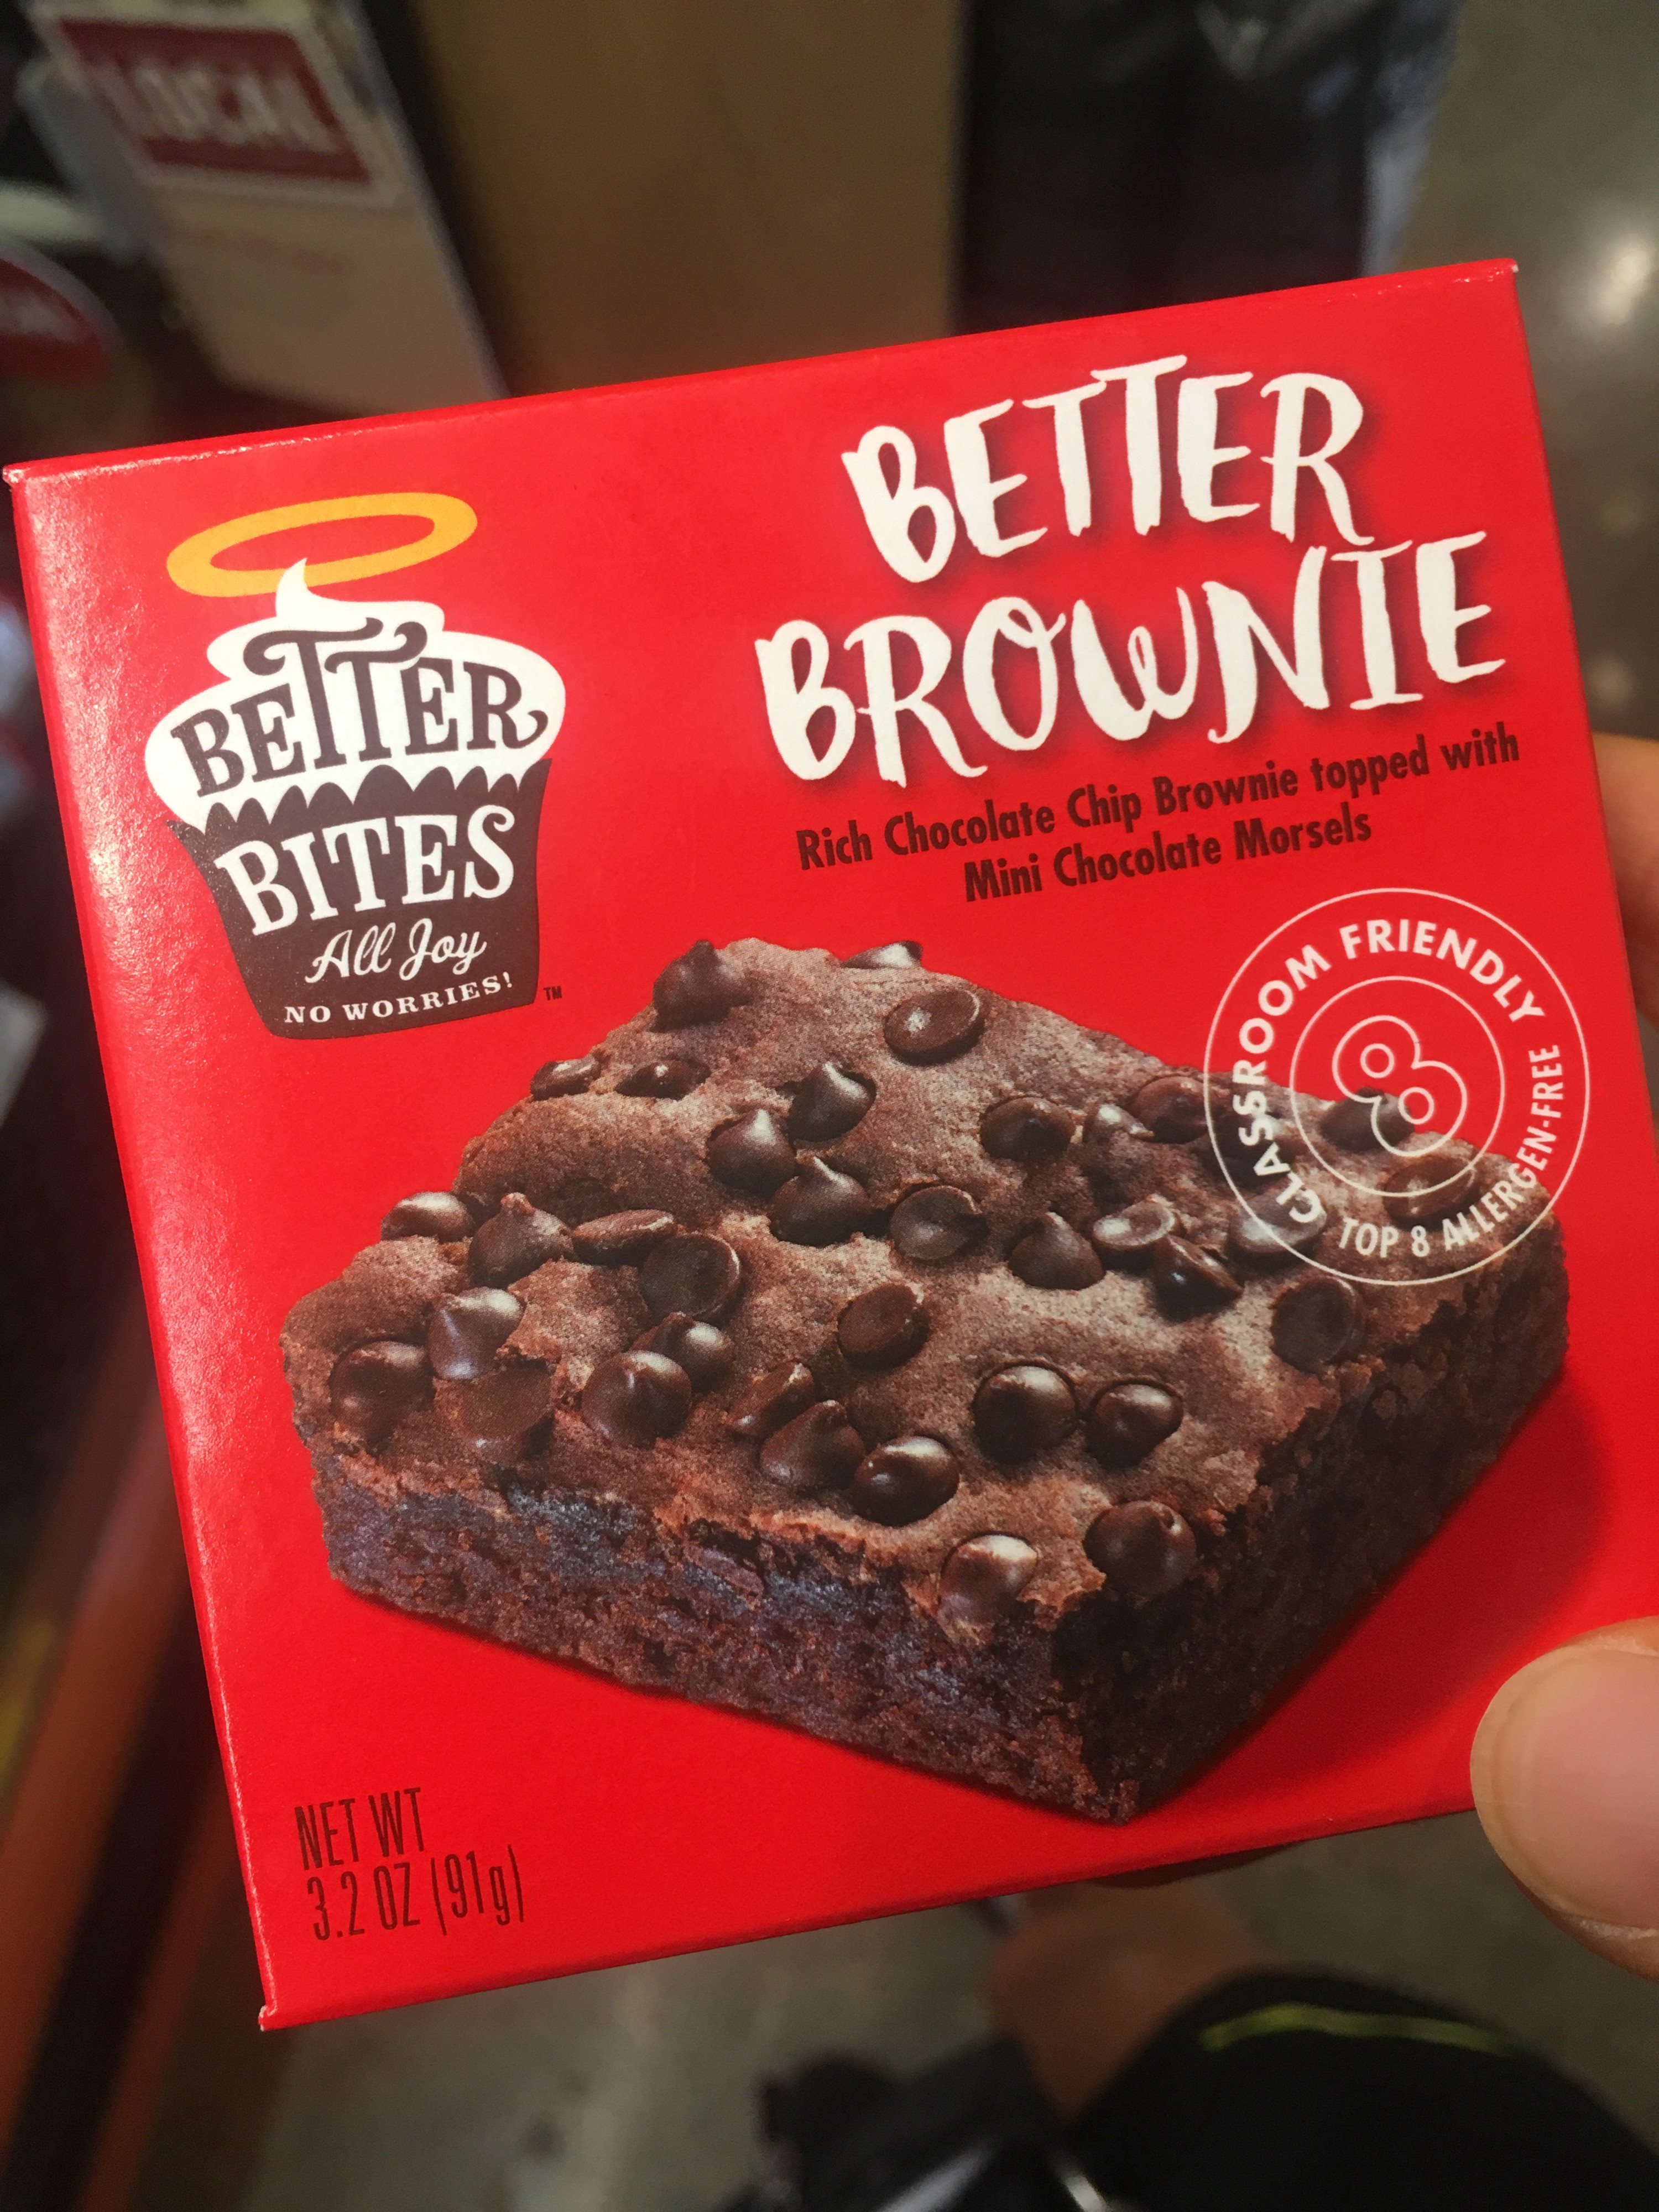 LOCAL
BETTER
BROWNIE
Rich Chocolate Chip Brownie topped with
Mini Chocolate Morsels
BETTER
BITES
All Joy
NO WORRIES!
TM
CLASSROOM FRIENDLY
8
TOP 8 ALLERGEN-FREE
NET WT
3.2 OZ (91g)